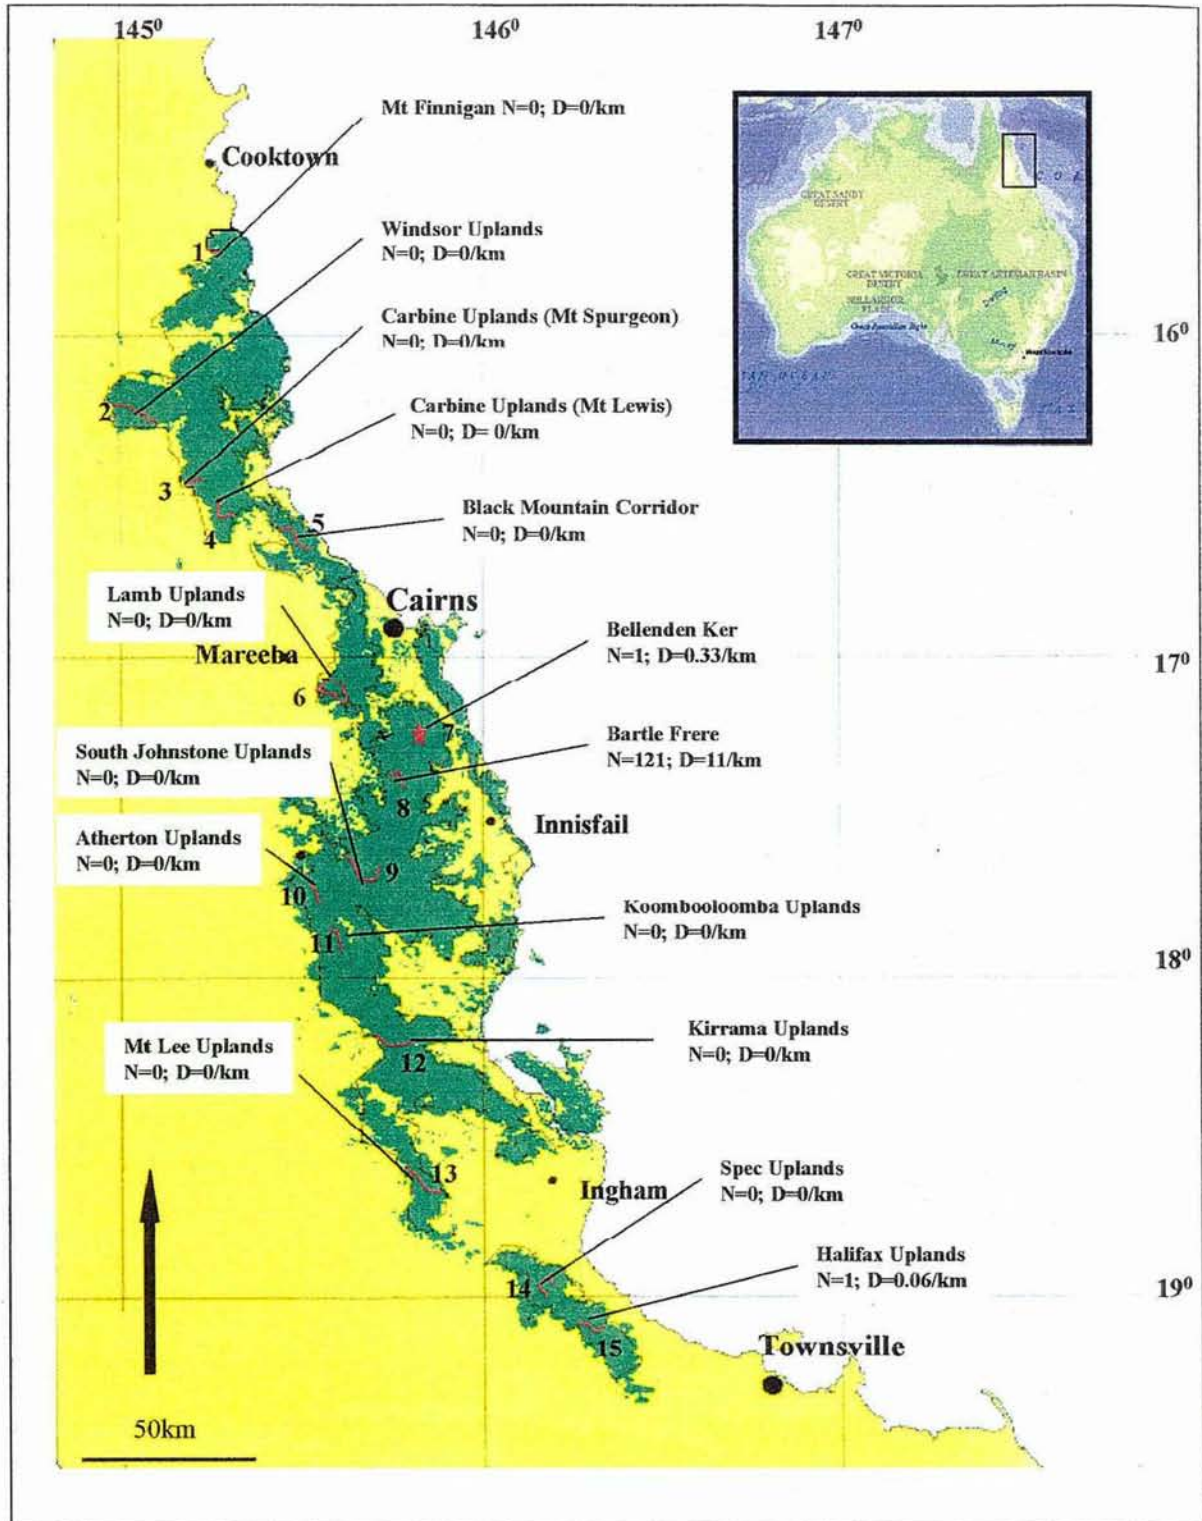 145⁰
146⁰
147⁰
Mt Finnigan N=0; D=0/km
Cooktown
1
Windsor Uplands
N=0; D=0/km
Carbine Uplands (Mt Spurgeon)
N=0; D=0/km
16⁰
2
Carbine Uplands (Mt Lewis)
N=0; D= 0/km
3
4
5
Black Mountain Corridor
N=0; D=0/km
Lamb Uplands
N=0; D=0/km
Cairns
Mareeba
Bellenden Ker
N=1; D=0.33/km
17⁰
6
7
South Johnstone Uplands
N=0; D=0/km
Bartle Frere
N=121; D=11/km
8
Innisfail
Atherton Uplands
N=0; D=0/km
9
10
Koombooloomba Uplands
N=0; D=0/km
11
18⁰
Mt Lee Uplands
N=0; D=0/km
Kirrama Uplands
N=0; D=0/km
12
13
Ingham
Spec Uplands
N=0; D=0/km
Halifax Uplands
N=1; D=0.06/km
14
19⁰
15
Townsville
50km
GREAT SANDY
DESERT
GREAT VICTORIA
DESERT
GREAT ARTESIAN BASIN
NULLARBOR
PLAIN
Great Australian Bight
Darling